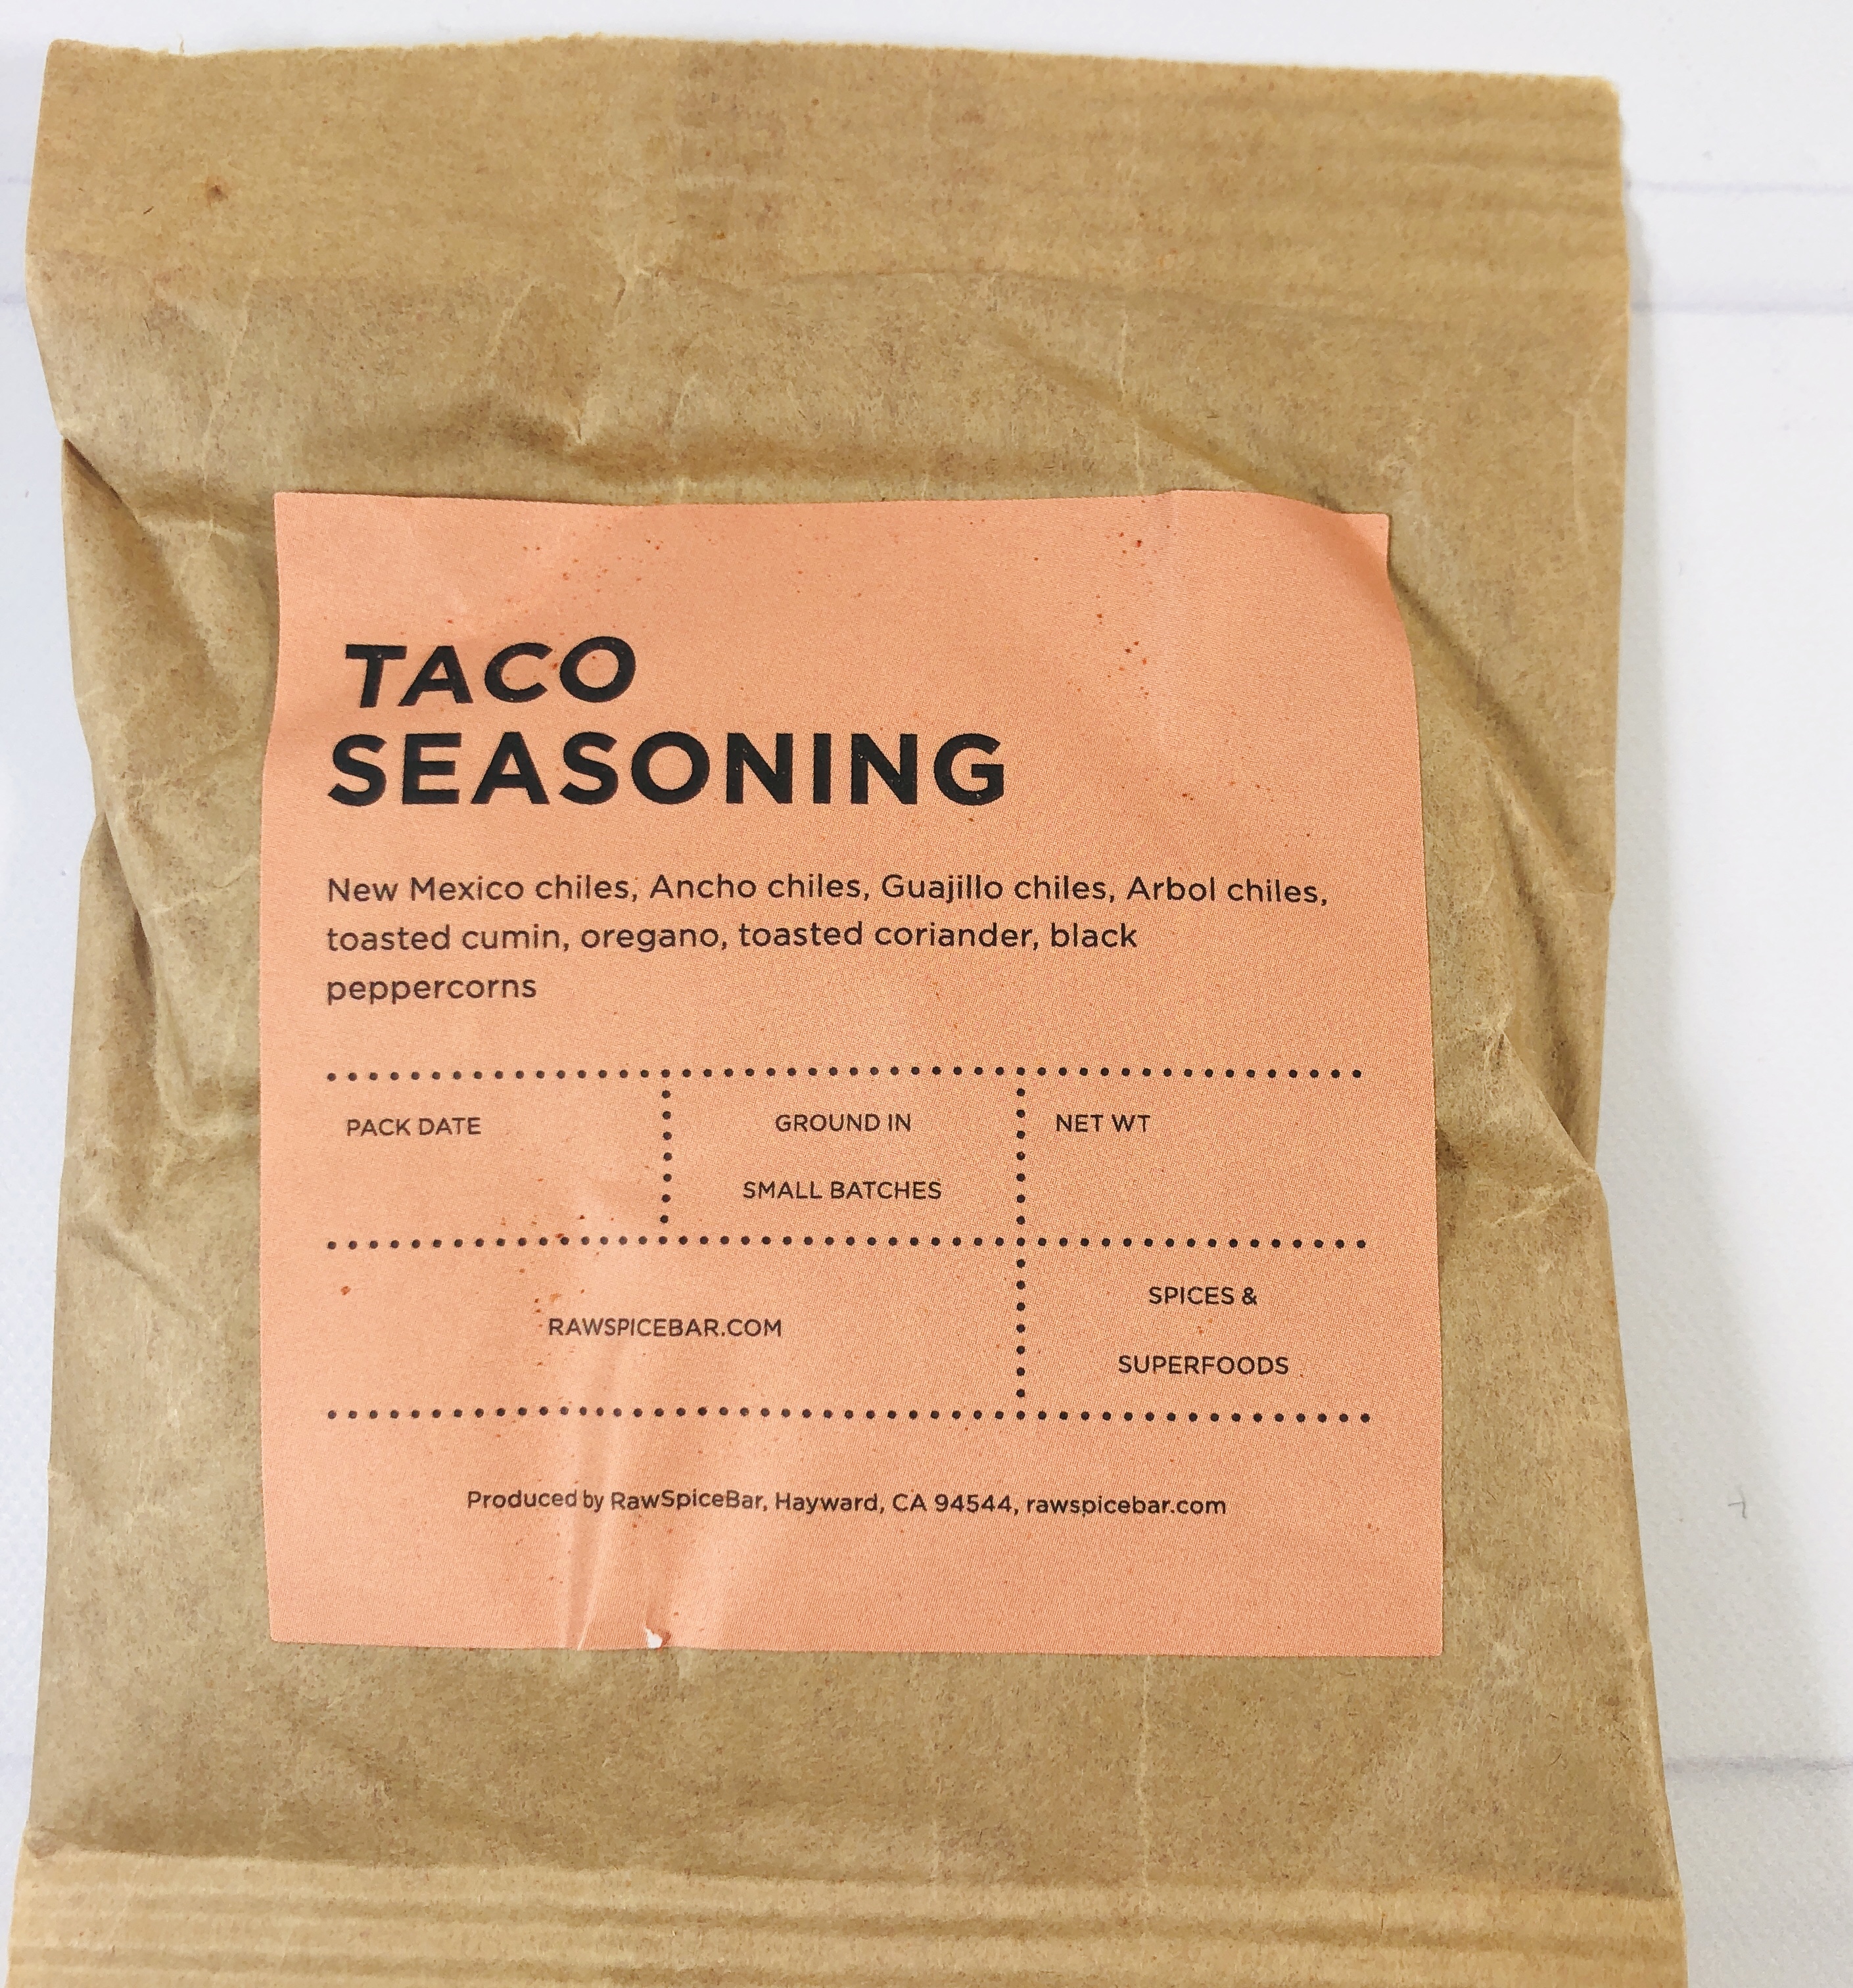 TACO
SEASONING
New Mexico chiles, Ancho chiles, Guajillo chiles, Arbol chiles,
toasted cumin, oregano, toasted coriander, black
peppercorns
PACK DATE
GROUND IN
SMALL BATCHES
NET WT
RAWSPICEBAR.COM
SPICES &
SUPERFOODS
Produced by RawSpiceBar, Hayward, CA 94544, rawspicebar.com